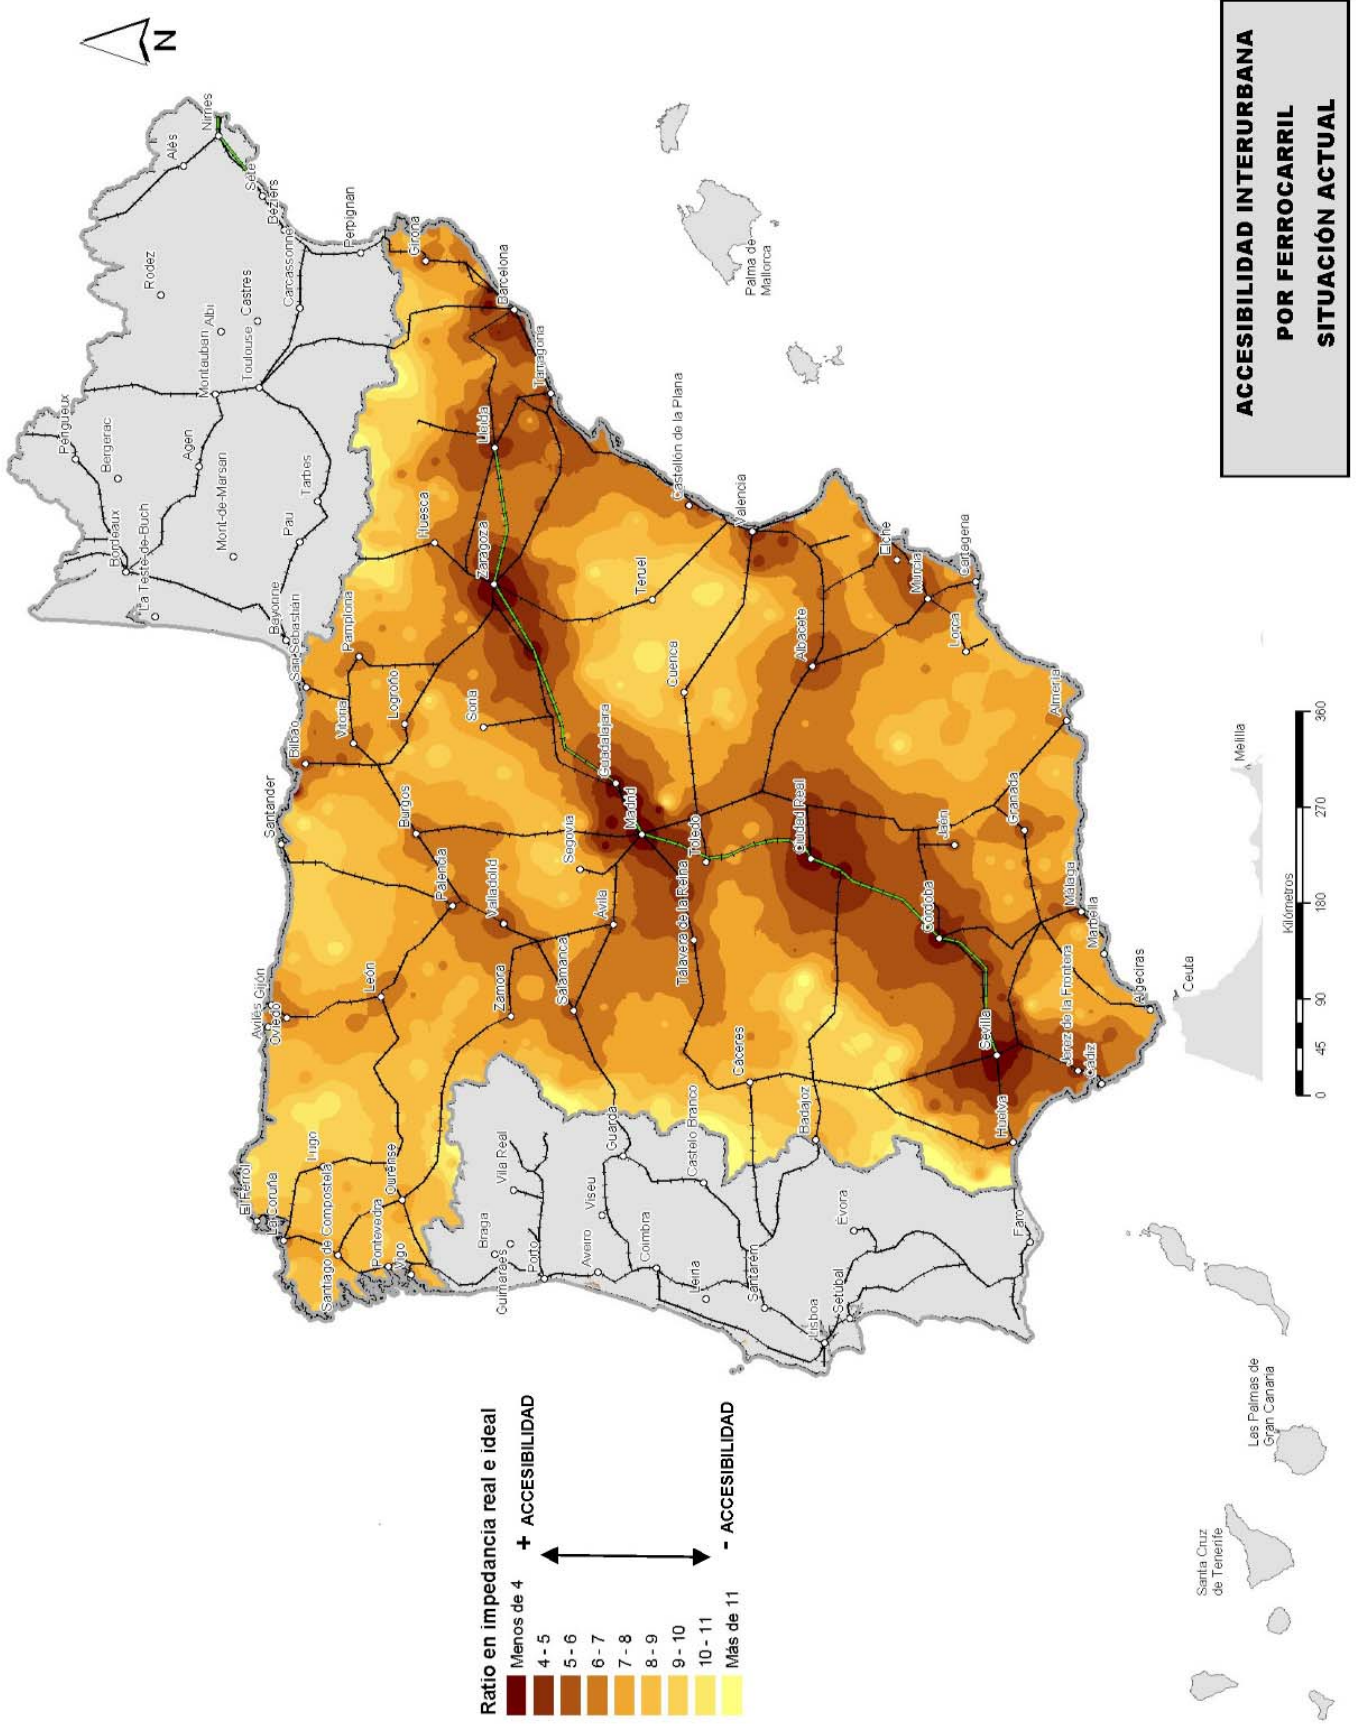 ACCESIBILIDAD INTERURBANA
POR FERROCARRIL
SITUACIÓN ACTUAL
N
Ratio en impedancia real e ideal
Menos de 4
4 - 5
5 - 6
6 - 7
7 - 8
8 - 9
9 - 10
10 - 11
Más de 11
+ ACCESIBILIDAD
- ACCESIBILIDAD
El Ferrol
La Coruña
Santiago de Compostela
Lugo
Pontevedra
Vigo
Ourense
Avilés
Gijón
Oviedo
León
Santander
Bilbao
San Sebastián
Vitoria
Pamplona
Logroño
Burgos
Palencia
Valladolid
Zamora
Salamanca
Ávila
Segovia
Soria
Huesca
Zaragoza
Lleida
Girona
Barcelona
Tarragona
Castellón de la Plana
Teruel
Valencia
Cuenca
Guadalajara
Madrid
Toledo
Talavera de la Reina
Cáceres
Badajoz
Ciudad Real
Albacete
Elche
Murcia
Cartagena
Lorca
Almería
Granada
Jaén
Córdoba
Sevilla
Huelva
Jerez de la Frontera
Cádiz
Málaga
Marbella
Algeciras
Ceuta
Melilla
Palma de
Mallorca
Périgueux
Bergerac
Bordeaux
La Teste-de-Buch
Agen
Mont-de-Marsan
Tarbes
Pau
Bayonne
Montauban
Albi
Toulouse
Castres
Rodez
Carcassonne
Perpignan
Béziers
Sète
Alès
Nimes
Braga
Guimaraes
Vila Real
Porto
Aveiro
Viseu
Guarda
Coimbra
Castelo Branco
Leiria
Santarém
Lisboa
Setúbal
Évora
Faro
Kilómetros
0 45 90 180 270 360
Las Palmas de
Gran Canaria
Santa Cruz
de Tenerife